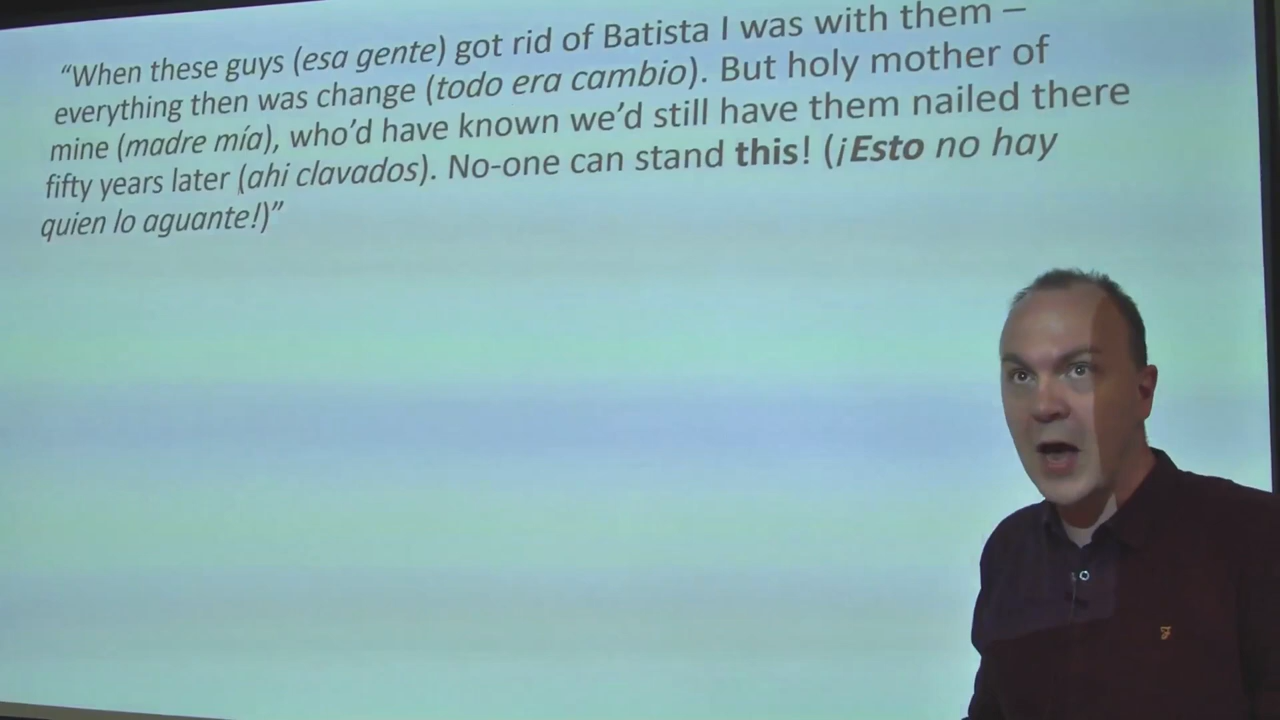 “When these guys (esa gente) got rid of Batista I was with them –
everything then was change (todo era cambio). But holy mother of
mine (madre mía), who’d have known we’d still have them nailed there
fifty years later (ahi clavados). No-one can stand this! (¡Esto no hay
quien lo aguante!)”